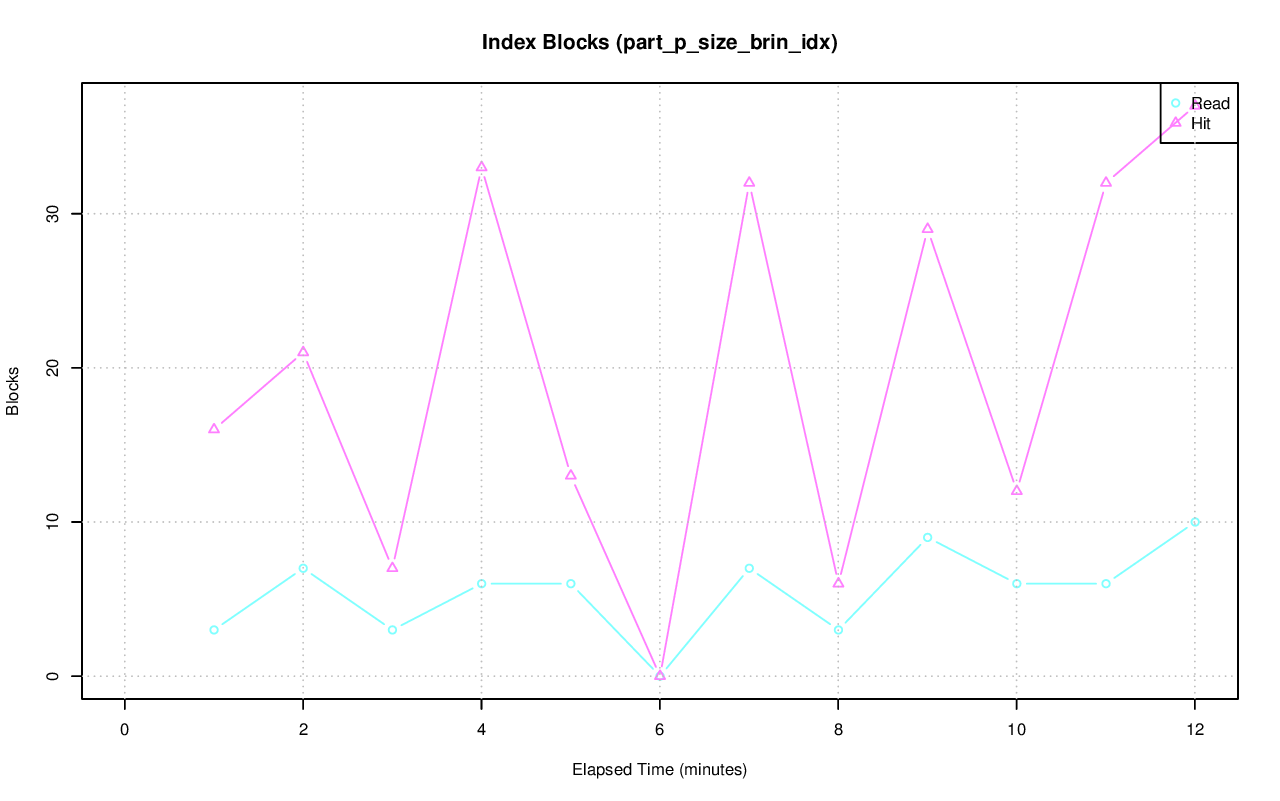 Index Blocks (part_p_size_brin_idx)
Read
Hit
Blocks
30
20
10
0
0 2 4 6 8 10 12
Elapsed Time (minutes)